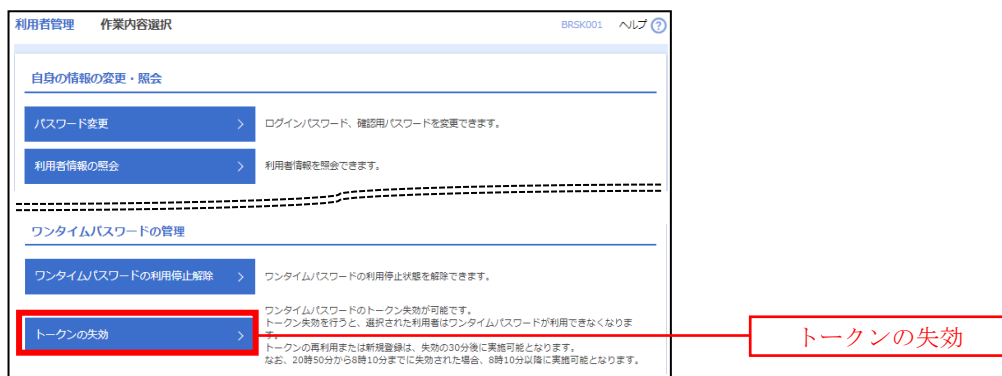 利用者管理 作業内容選択 BRSK001 ヘルプ ?
自身の情報の変更・照会
パスワード変更 ログインパスワード、確認用パスワードを変更できます。
利用者情報の照会 利用者情報を照会できます。
ワンタイムパスワードの管理
ワンタイムパスワードの利用停止解除 ワンタイムパスワードの利用停止状態を解除できます。
トークンの失効
ワンタイムパスワードのトークン失効が可能です。
トークン失効を行うと、選択された利用者はワンタイムパスワードが利用できなくなりま
す。
トークンの再利用または新規登録は、失効の30分後に実施可能となります。
なお、20時50分から8時10分までに失効された場合、8時10分以降に実施可能となります。
トークンの失効